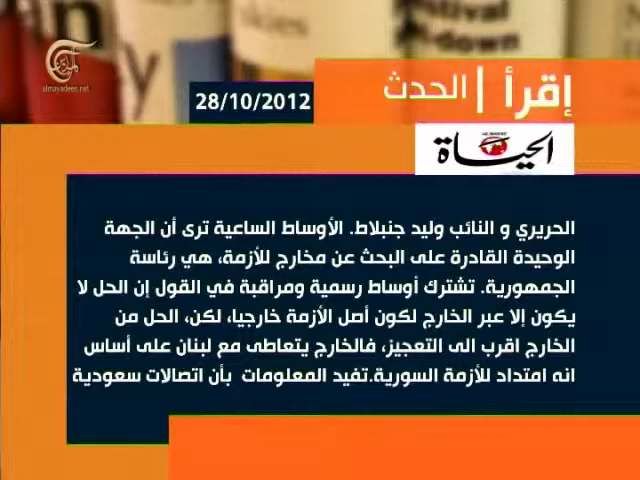 almayadeen.net
إقرأ | الحدث
28/10/2012
الحياة
الحريري و النائب وليد جنبلاط. الأوساط الساعية ترى أن الجهة
الوحيدة القادرة على البحث عن مخارج للأزمة، هي رئاسة
الجمهورية. تشترك أوساط رسمية ومراقبة في القول إن الحل لا
يكون إلا عبر الخارج لكون أصل الأزمة خارجيا، لكن، الحل من
الخارج اقرب الى التعجيز، فالخارج يتعاطى مع لبنان على أساس
انه امتداد للأزمة السورية.تفيد المعلومات بأن اتصالات سعودية